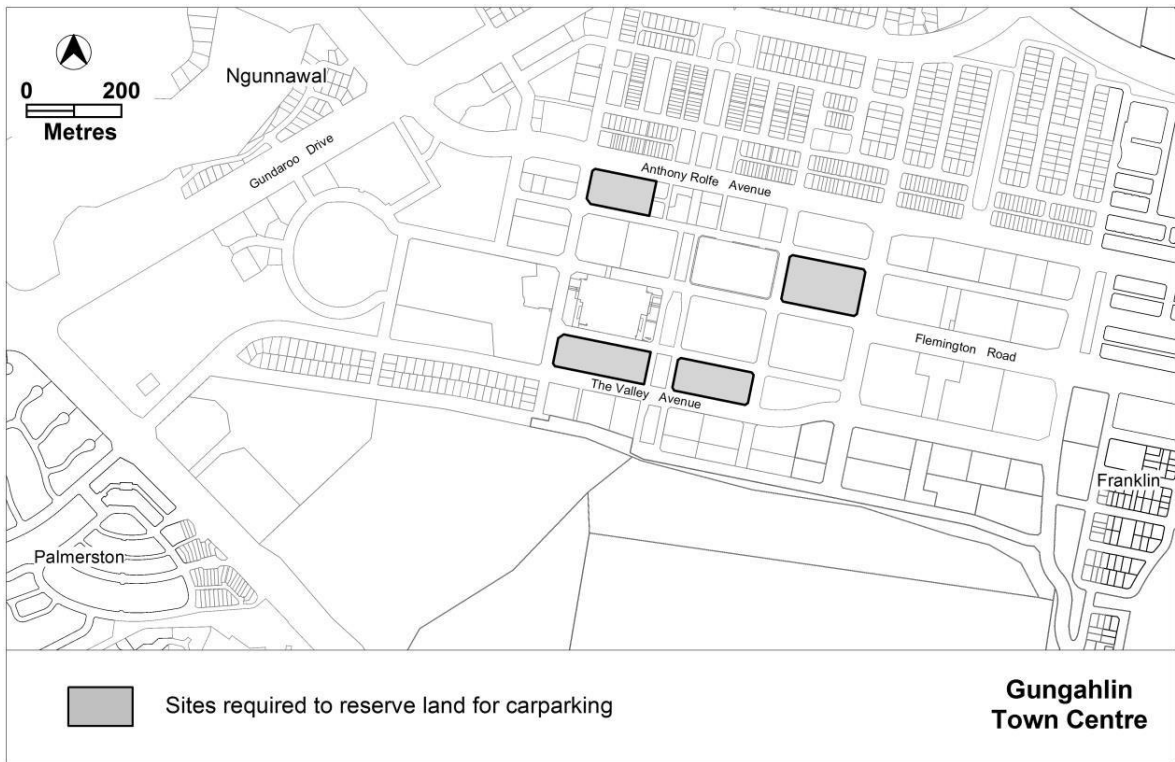 Ngunnawal
0 200
Metres
Gundaroo Drive
Anthony Rolfe Avenue
Flemington Road
The Valley Avenue
Franklin
Palmerston
Sites required to reserve land for carparking
Gungahlin
Town Centre